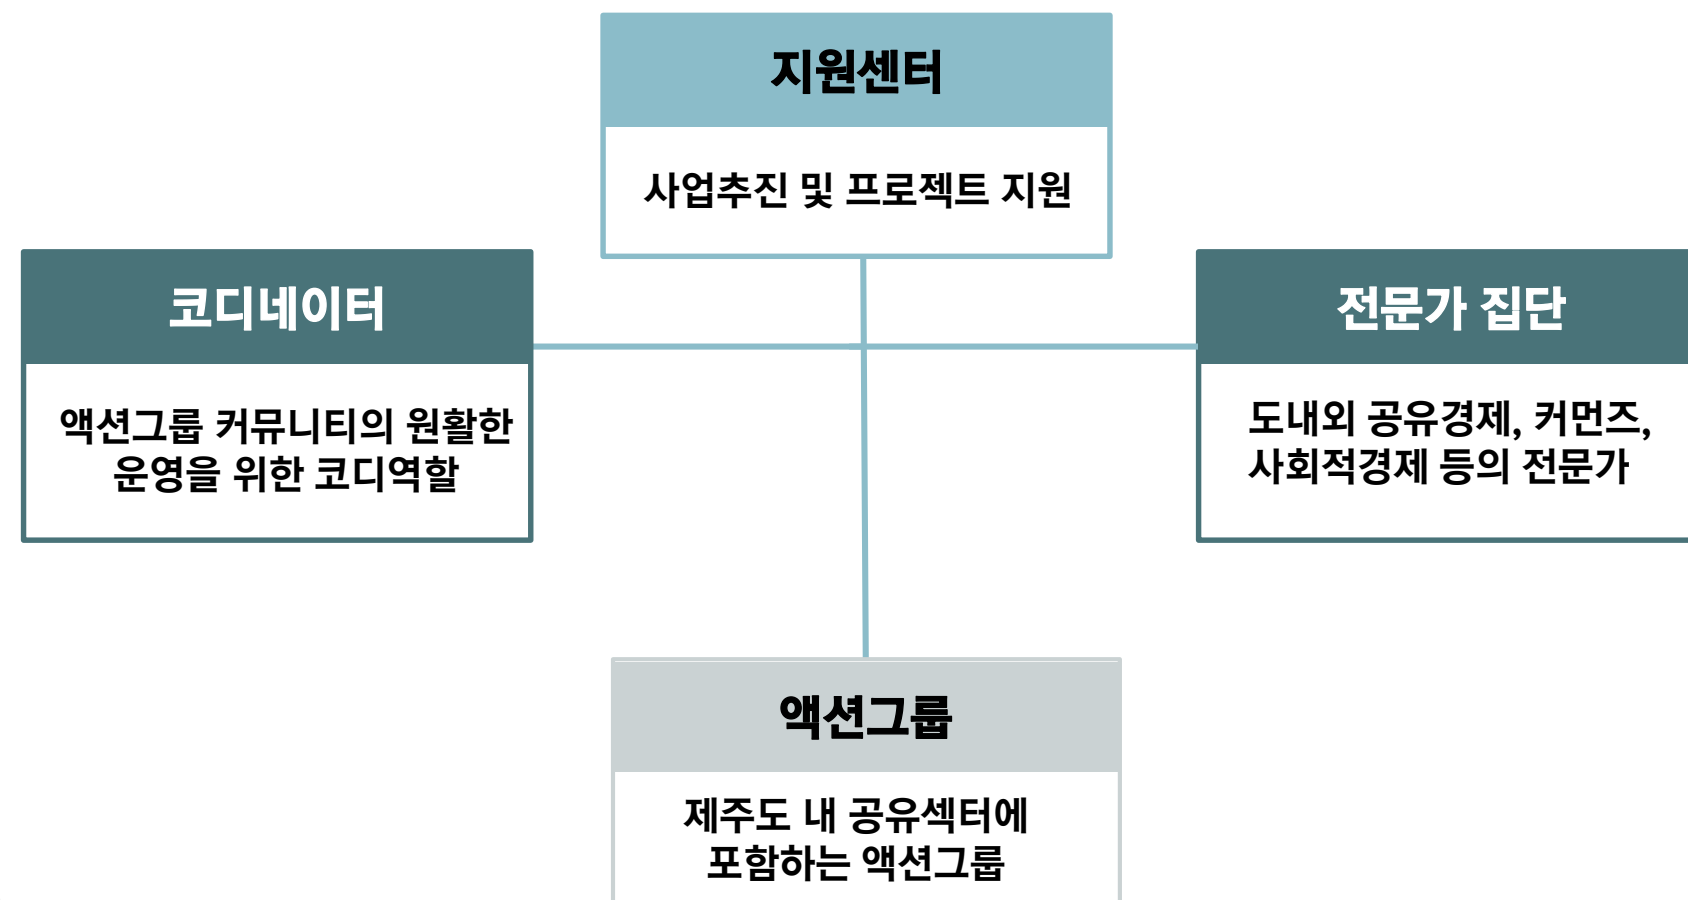 지원센터
사업추진 및 프로젝트 지원
코디네이터
액션그룹 커뮤니티의 원활한
운영을 위한 코디역할
전문가 집단
도내외 공유경제, 커먼즈,
사회적경제 등의 전문가
액션그룹
제주도 내 공유섹터에
포함하는 액션그룹